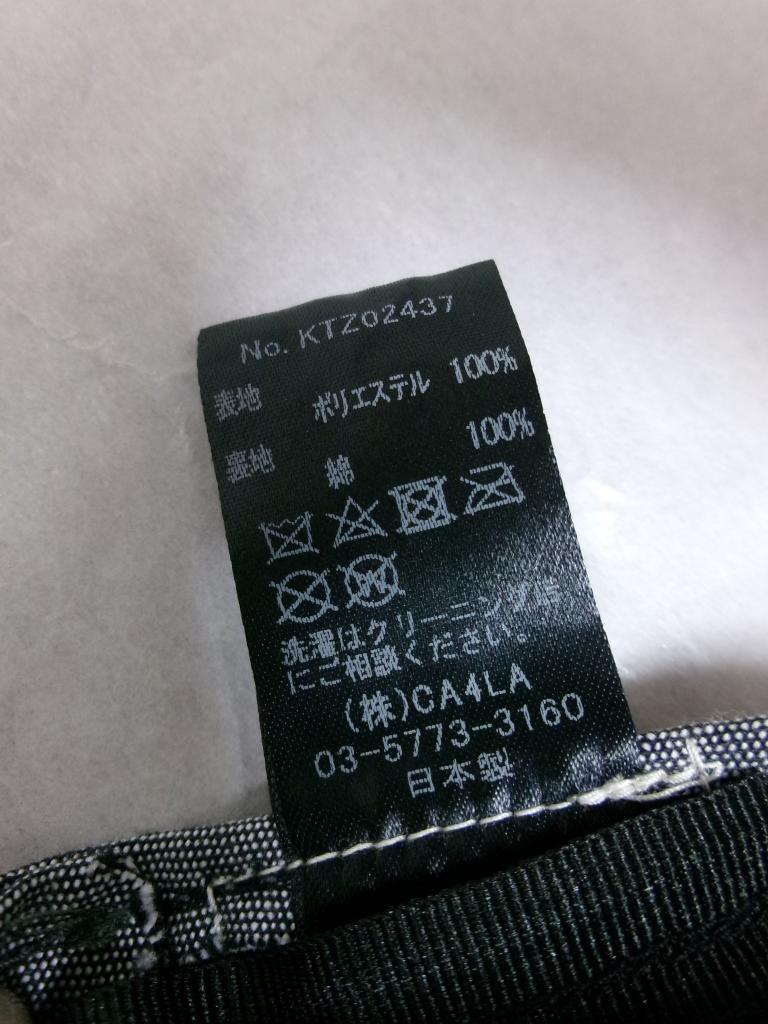 No. KTZ02437
表地 ポリエステル 100%
裏地 綿 100%
洗濯はクリーニング店
にご相談ください。
(株)CA4LA
03-5773-3160
日本製